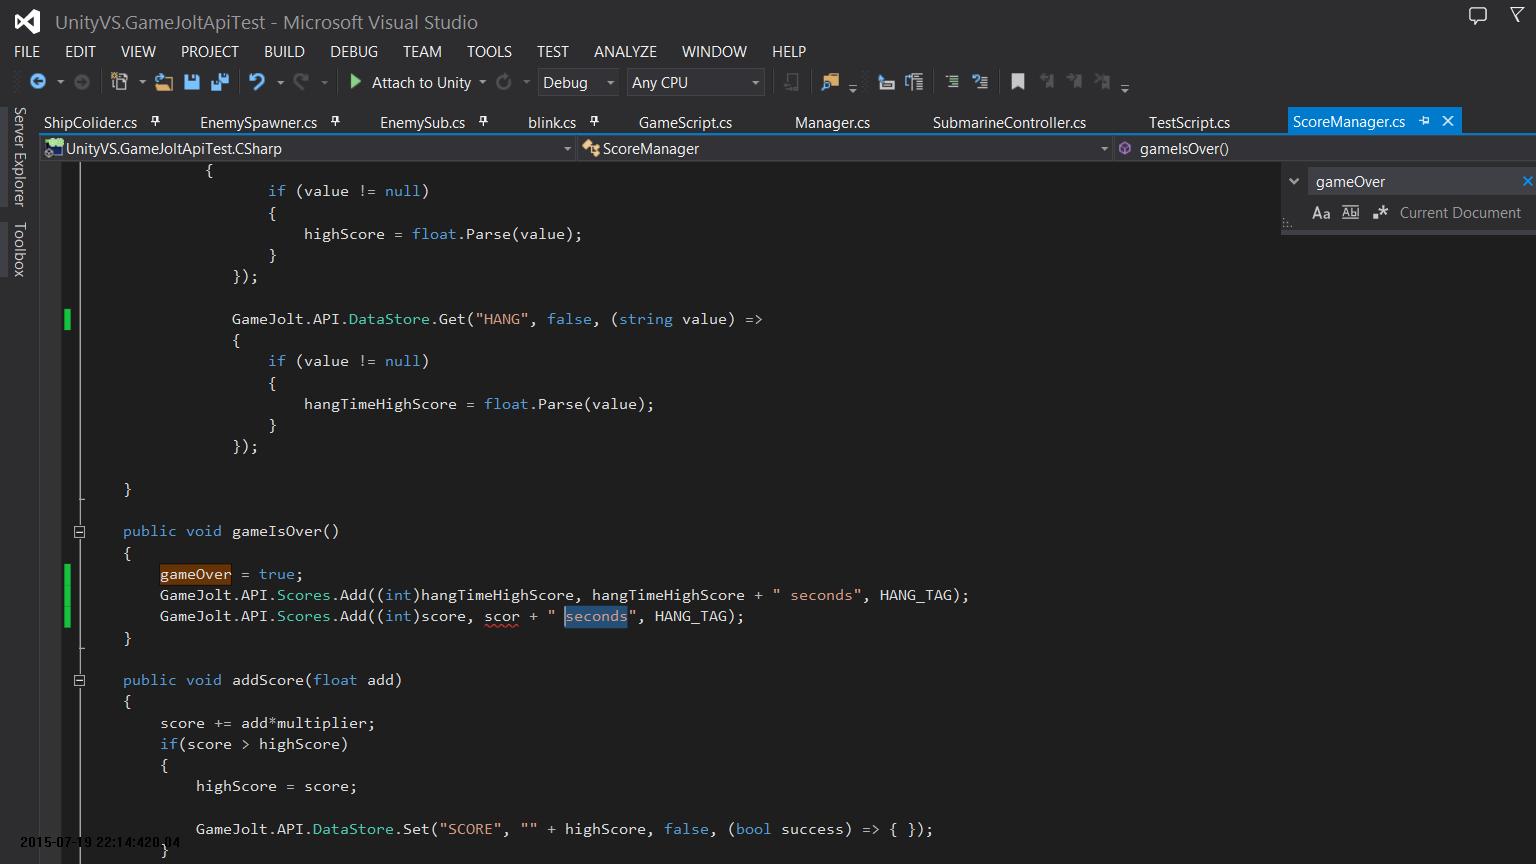 UnityVS.GameJoltApiTest - Microsoft Visual Studio
FILE EDIT VIEW PROJECT BUILD DEBUG TEAM TOOLS TEST ANALYZE WINDOW HELP
Attach to Unity Debug Any CPU
Server Explorer
Toolbox
ShipColider.cs EnemySpawner.cs EnemySub.cs blink.cs GameScript.cs Manager.cs SubmarineController.cs TestScript.cs ScoreManager.cs
UnityVS.GameJoltApiTest.CSharp ScoreManager gameIsOver()
gameOver
Aa Abl .* Current Document
{
if (value != null)
{
highScore = float.Parse(value);
}
});
GameJolt.API.DataStore.Get("HANG", false, (string value) =>
{
if (value != null)
{
hangTimeHighScore = float.Parse(value);
}
});
}
public void gameIsOver()
{
gameOver = true;
GameJolt.API.Scores.Add((int)hangTimeHighScore, hangTimeHighScore + " seconds", HANG_TAG);
GameJolt.API.Scores.Add((int)score, scor + " seconds", HANG_TAG);
}
public void addScore(float add)
{
score += add*multiplier;
if(score > highScore)
{
highScore = score;
GameJolt.API.DataStore.Set("SCORE", "" + highScore, false, (bool success) => { });
}
2015-07-19 22:14:420.04